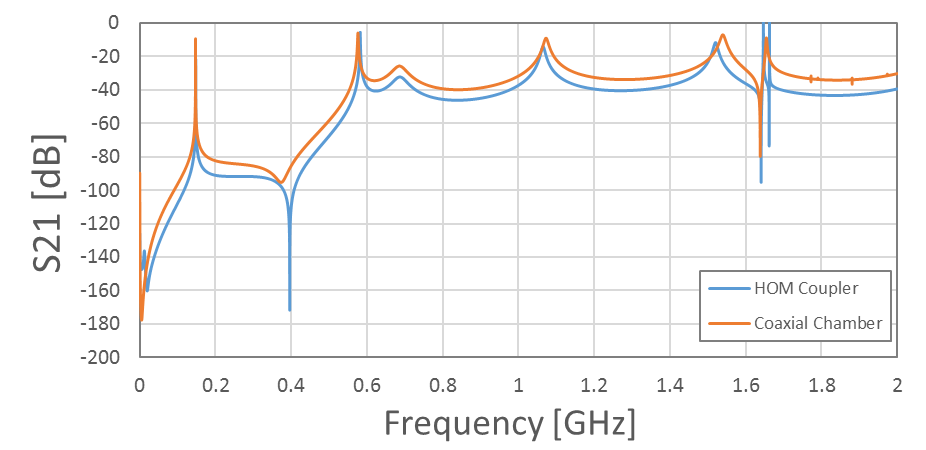 0
-20
-40
-60
-80
-100
-120
-140
-160
-180
-200
S21 [dB]
HOM Coupler
Coaxial Chamber
0 0.2 0.4 0.6 0.8 1 1.2 1.4 1.6 1.8 2
Frequency [GHz]